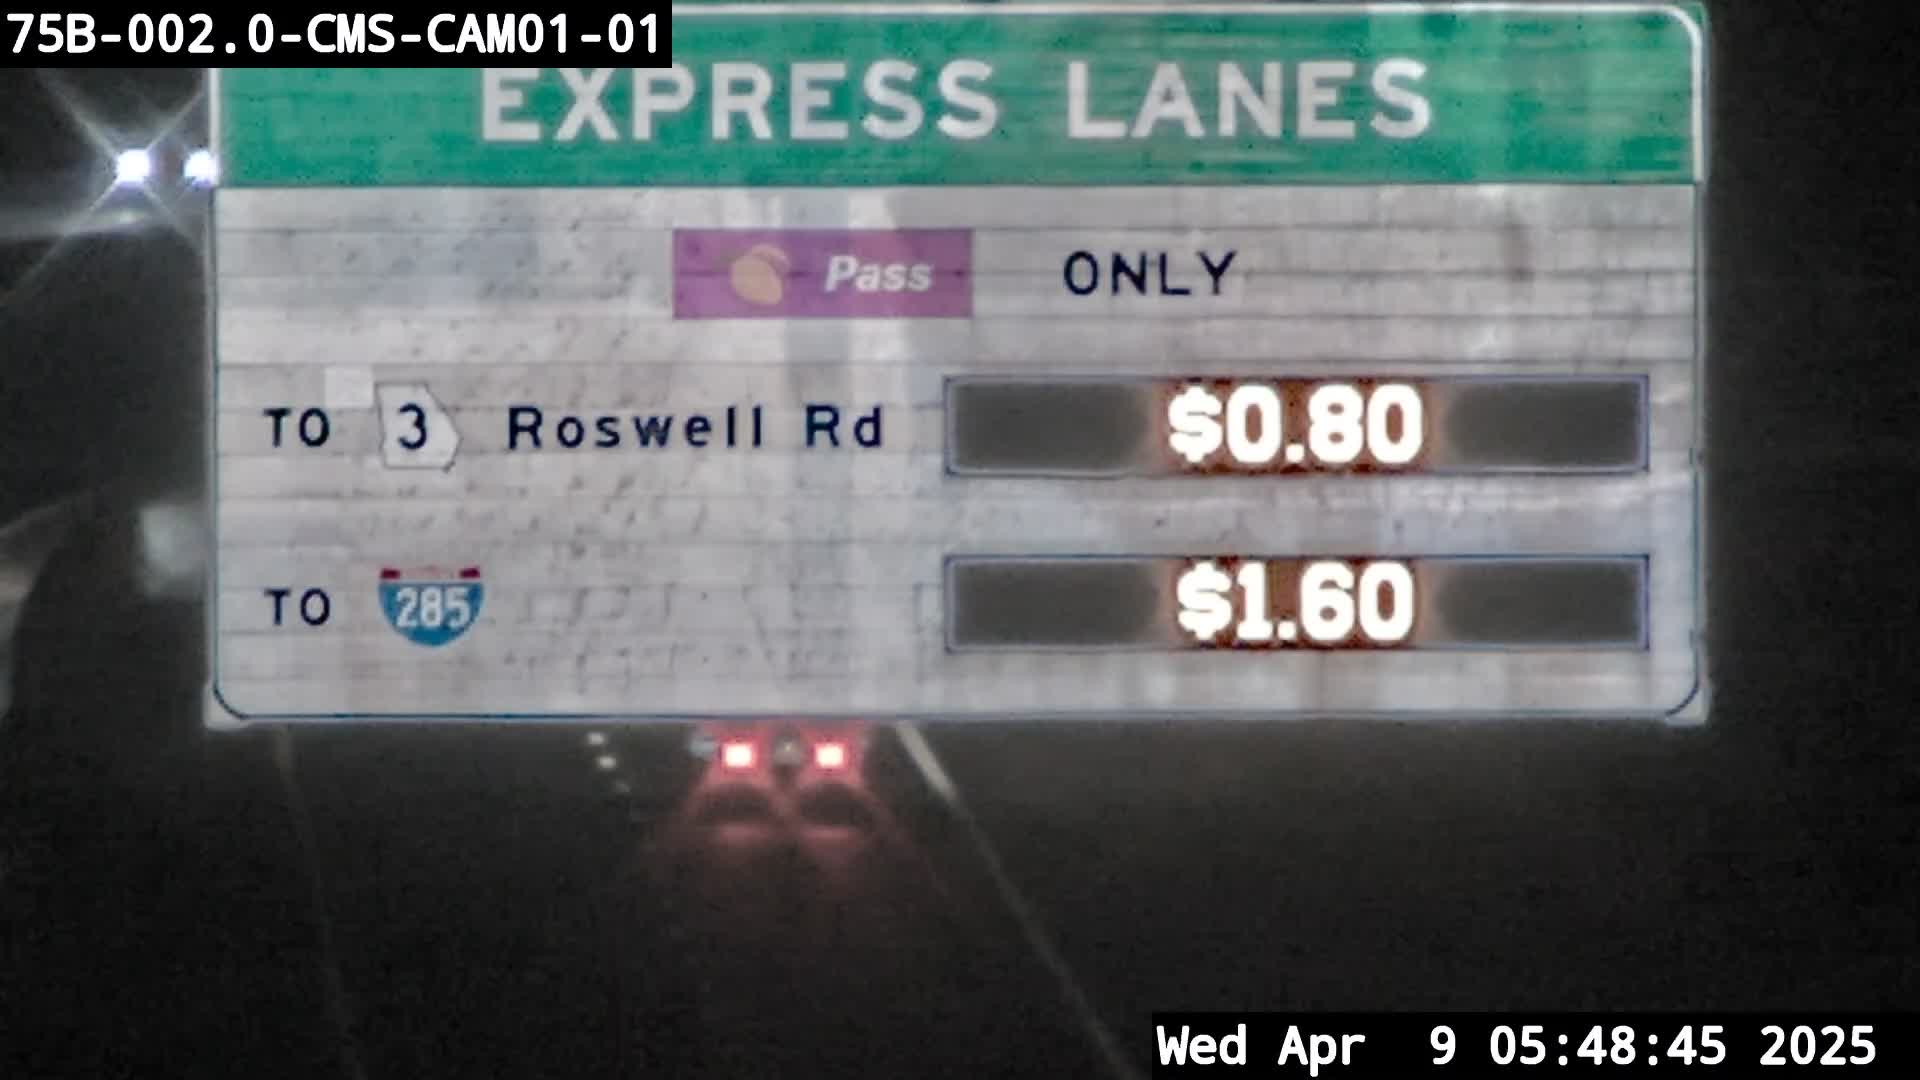 75B-002.0-CMS-CAM01-01
EXPRESS LANES
Pass ONLY
TO 3 Roswell Rd $0.80
TO 285 $1.60
Wed Apr 9 05:48:45 2025